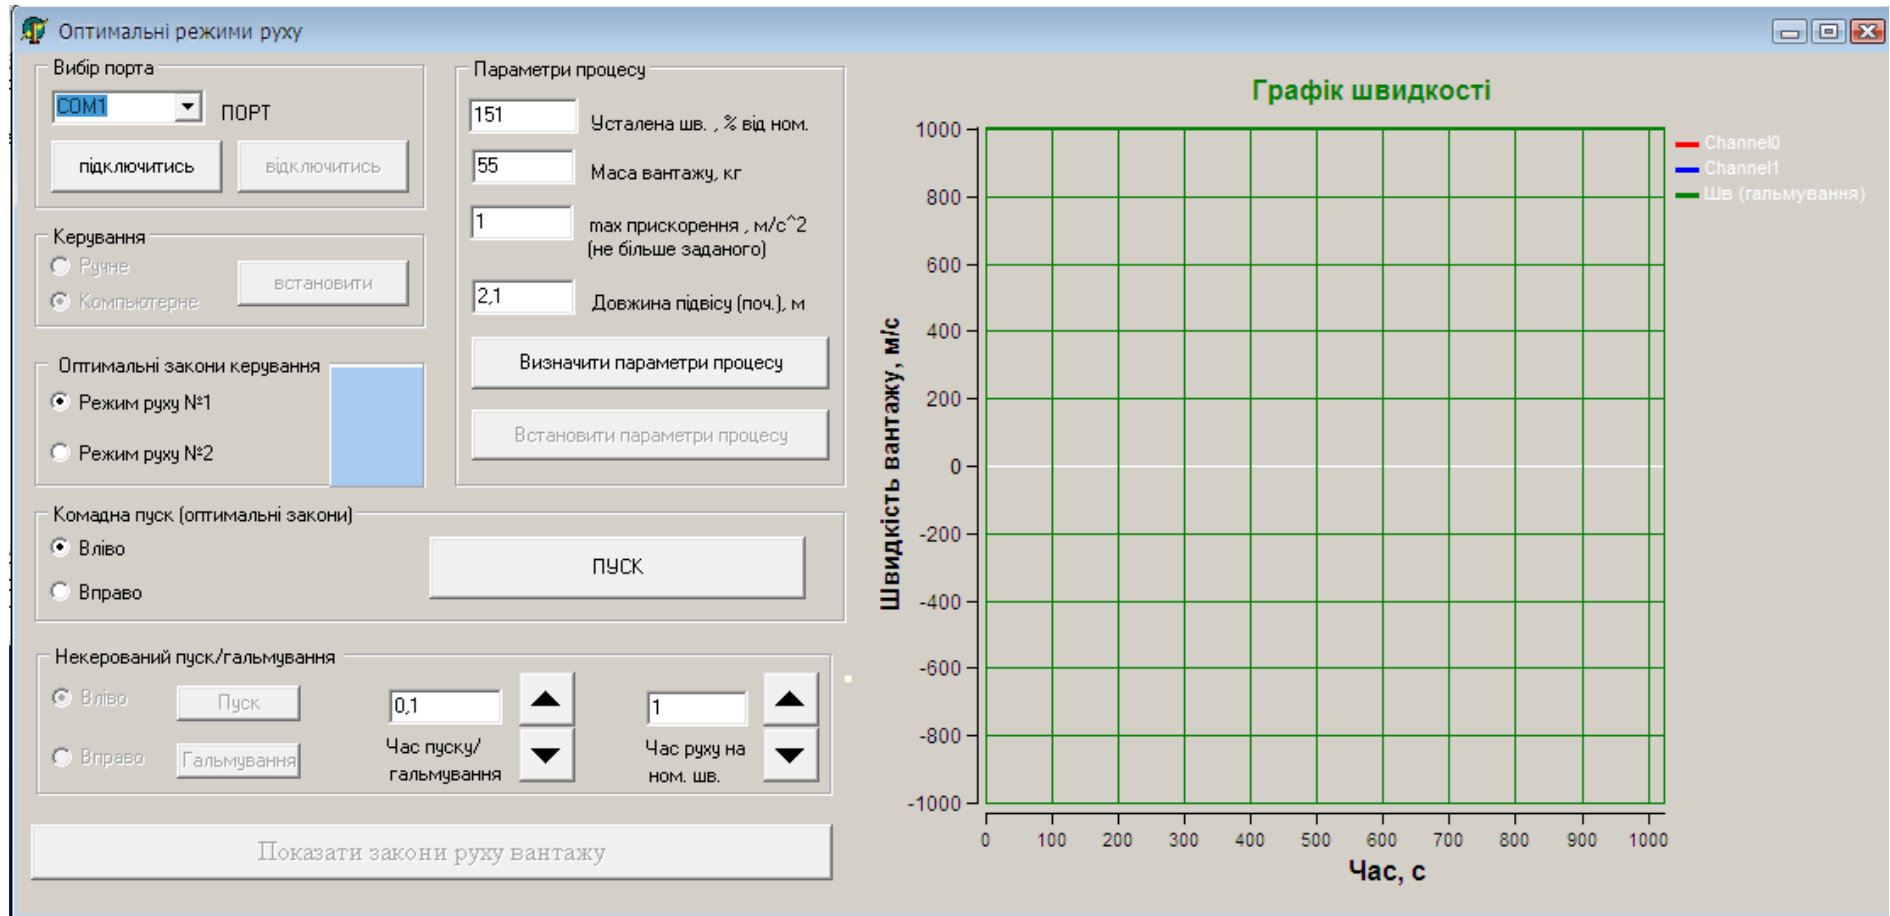 Оптимальні режими руху
Вибір порта
COM1
ПОРТ
підключитись
відключитись
Керування
Ручне
Компьютерне
встановити
Оптимальні закони керування
Режим руху №1
Режим руху №2
Параметри процесу
151
Усталена шв. , % від ном.
55
Маса вантажу, кг
1
max прискорення , м/с^2
(не більше заданого)
2,1
Довжина підвісу (поч.), м
Визначити параметри процесу
Встановити параметри процесу
Комадна пуск (оптимальні закони)
Вліво
Вправо
ПУСК
Некерований пуск/гальмування
Вліво
Пуск
Вправо
Гальмування
0,1
Час пуску/
гальмування
1
Час руху на
ном. шв.
Показати закони руху вантажу
Графік швидкості
Швидкість вантажу, м/с
1000
800
600
400
200
0
-200
-400
-600
-800
-1000
0 100 200 300 400 500 600 700 800 900 1000
Час, с
Channel0
Channel1
Шв (гальмування)